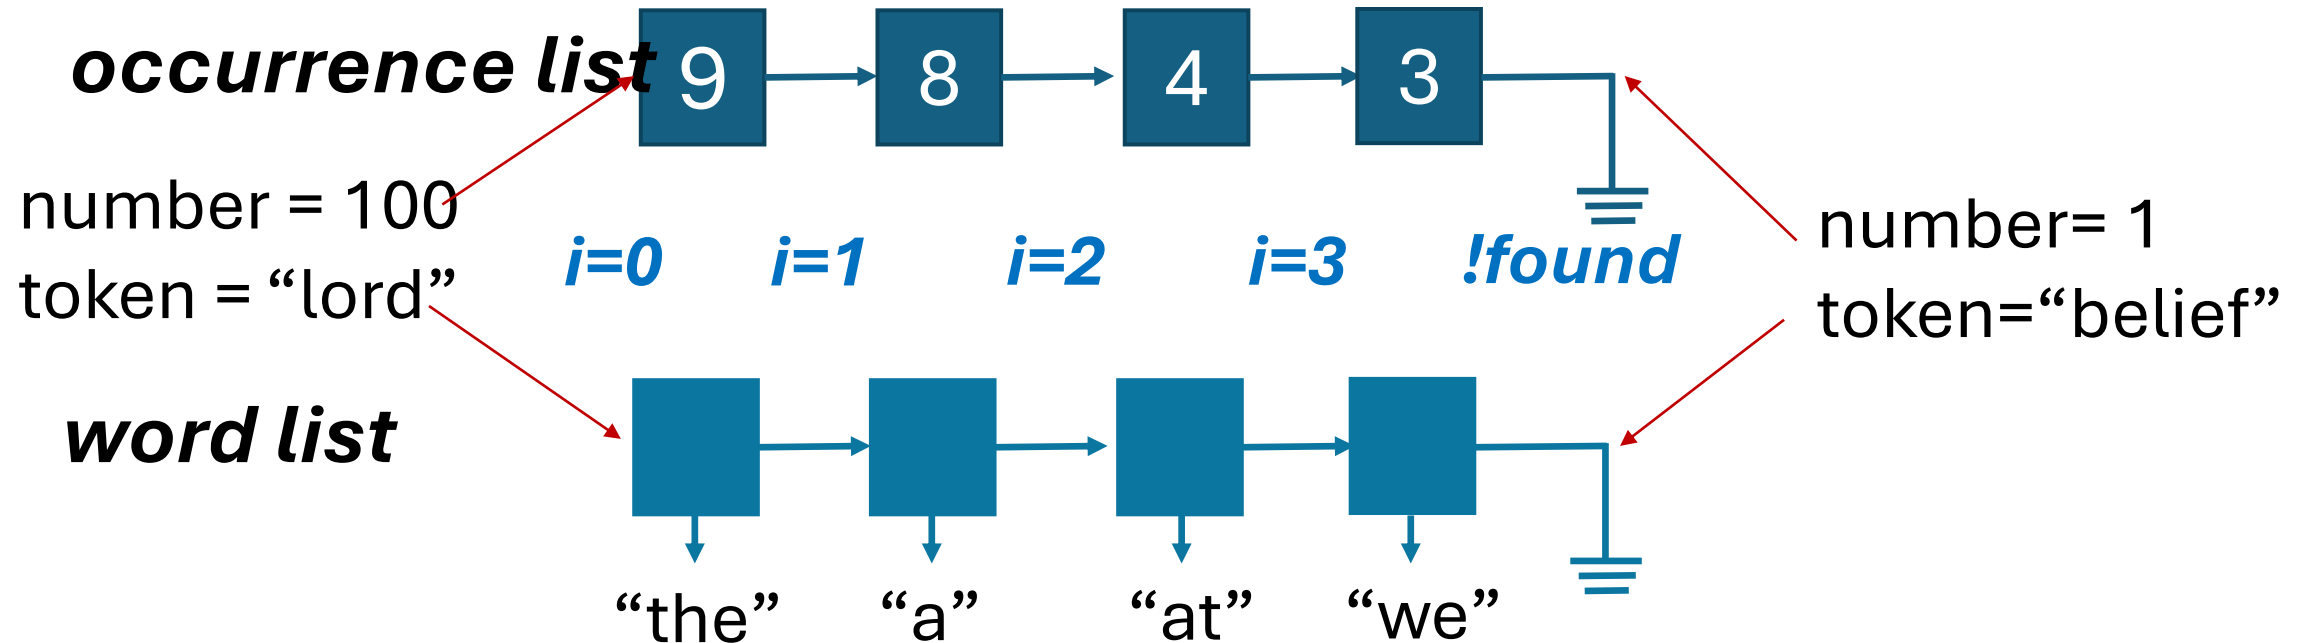 occurrence list
9 8 4 3
number = 100
token = “lord”
i=0 i=1 i=2 i=3 !found
number= 1
token=“belief”
word list
“the” “a” “at” “we”